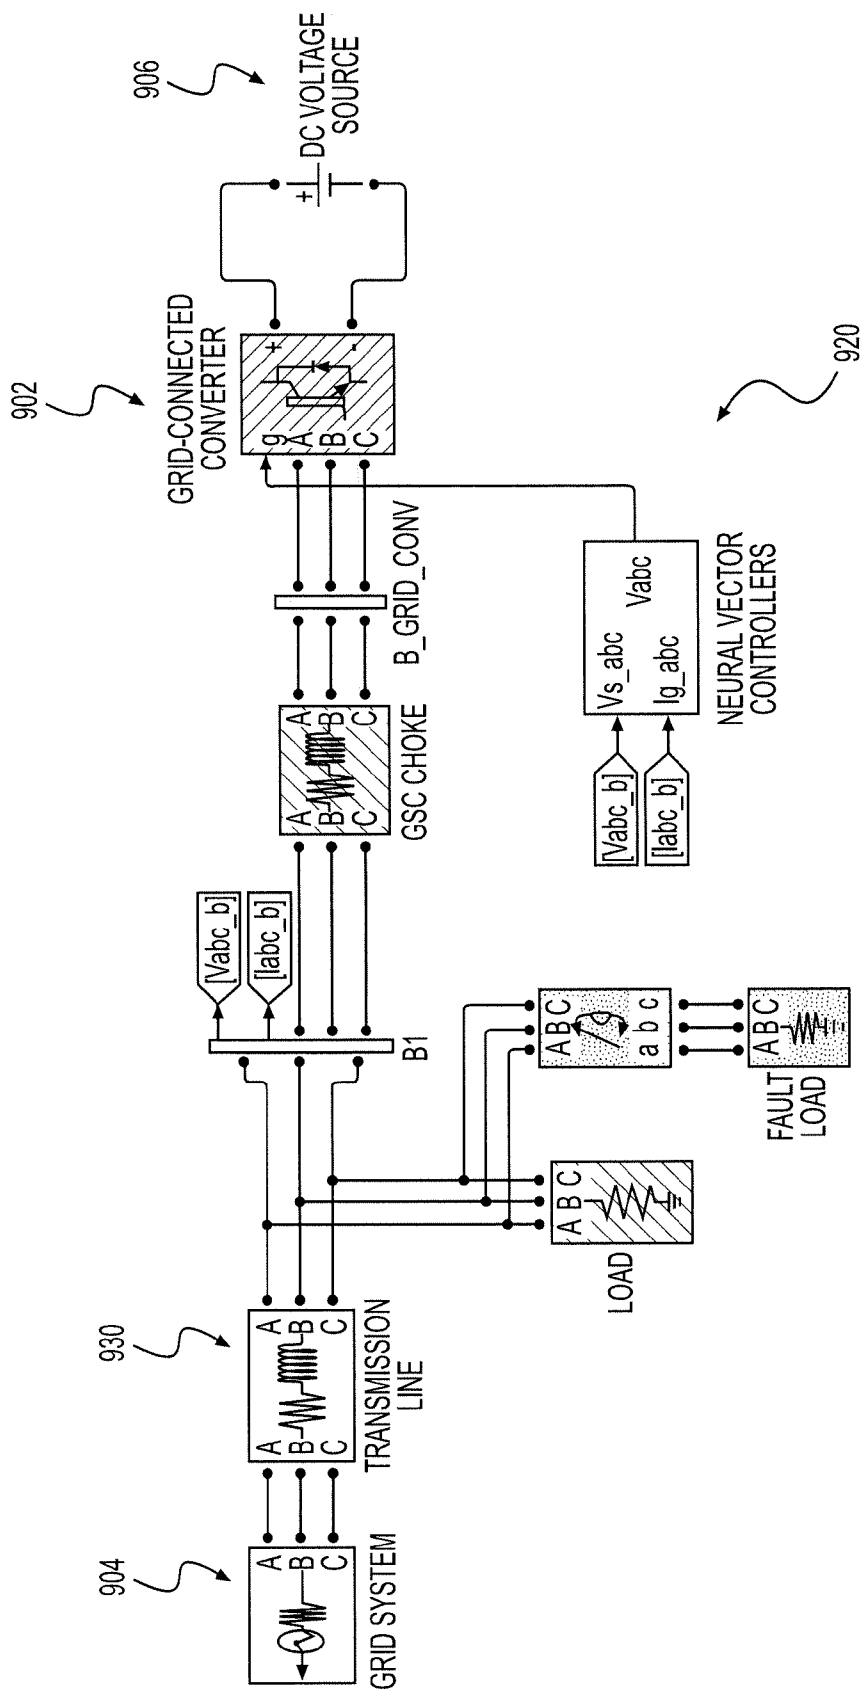 904
A
B
C
GRID SYSTEM
930
A
B
C
A
B
C
TRANSMISSION
LINE
A B C
LOAD
B1
[Vabc_b]
[Iabc_b]
A B C
a b c
A B C
FAULT
LOAD
A
B
C
A
B
C
GSC CHOKE
B_GRID_CONV
902
GRID-CONNECTED
CONVERTER
g
A
B
C
+
-
906
+
DC VOLTAGE
SOURCE
[Vabc_b]
[Iabc_b]
Vs_abc
Ig_abc
Vabc
NEURAL VECTOR
CONTROLLERS
920